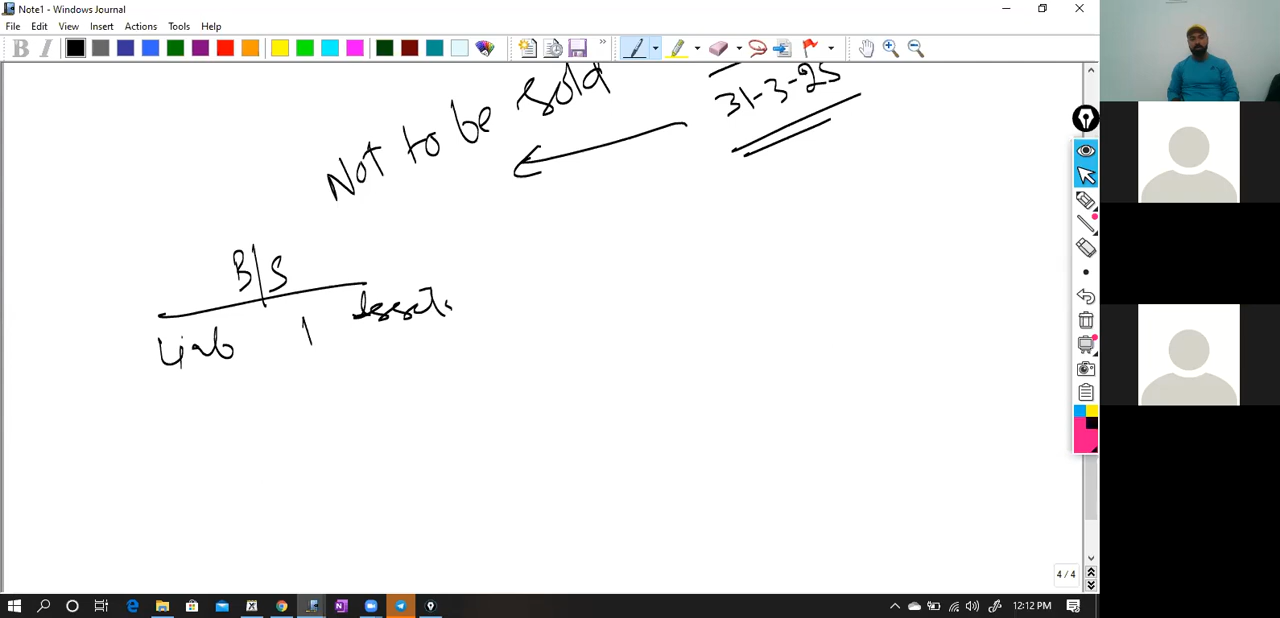 Note1 - Windows Journal
File Edit View Insert Actions Tools Help
B I
31-3-25
Not to be sold
B/S
Liab
Assets
4/4
12:12 PM